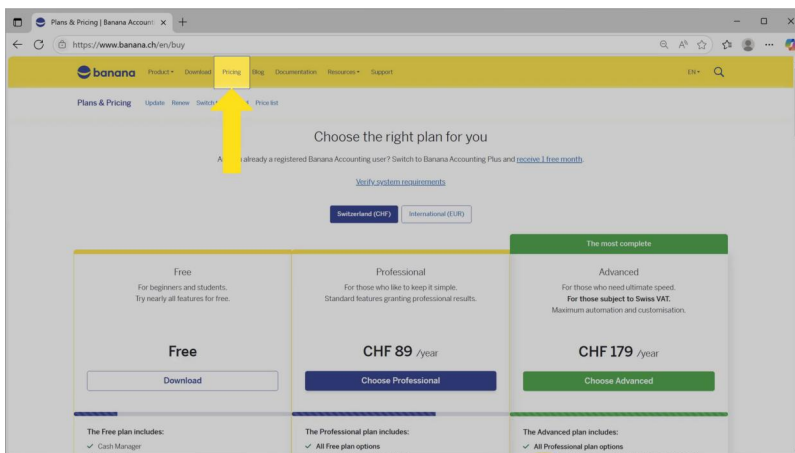 Plans & Pricing | Banana Account
https://www.banana.ch/en/buy
banana Product Download Pricing Blog Documentation Resources Support EN
Plans & Pricing Update Renew Switch Price list
Choose the right plan for you
already a registered Banana Accounting user? Switch to Banana Accounting Plus and receive 1 free month.
Verify system requirements
Switzerland (CHF) International (EUR)
The most complete
Free
For beginners and students.
Try nearly all features for free.
Free
Download
Professional
For those who like to keep it simple.
Standard features granting professional results.
CHF 89 /year
Choose Professional
Advanced
For those who need ultimate speed.
For those subject to Swiss VAT.
Maximum automation and customisation.
CHF 179 /year
Choose Advanced
The Free plan includes:
✓ Cash Manager
The Professional plan includes:
✓ All Free plan options
The Advanced plan includes:
✓ All Professional plan options